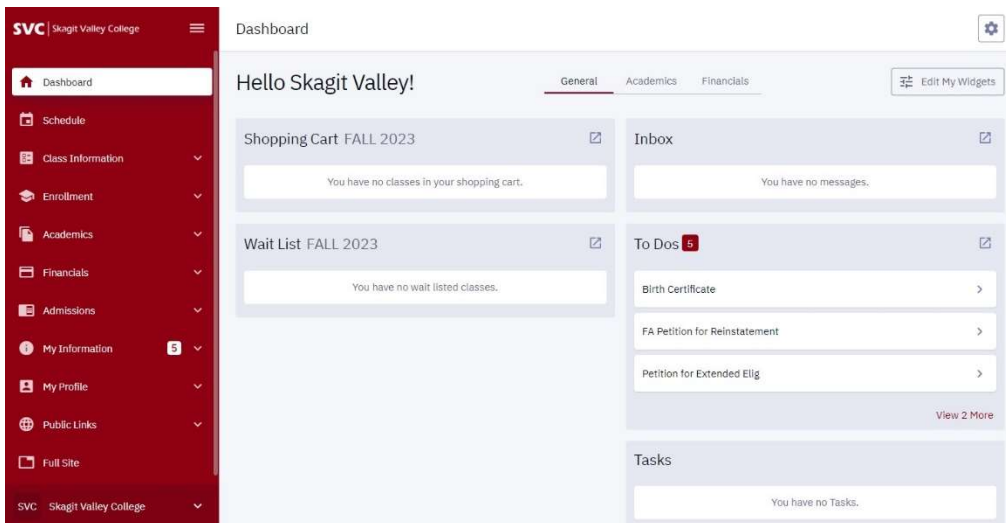 SVC Skagit Valley College
Dashboard
Dashboard
Schedule
Class Information
Enrollment
Academics
Financials
Admissions
My Information 5
My Profile
Public Links
Full Site
SVC Skagit Valley College
Hello Skagit Valley!
General Academics Financials
Edit My Widgets
Shopping Cart FALL 2023
You have no classes in your shopping cart.
Wait List FALL 2023
You have no wait listed classes.
Inbox
You have no messages.
To Dos 5
Birth Certificate
FA Petition for Reinstatement
Petition for Extended Elig
View 2 More
Tasks
You have no Tasks.